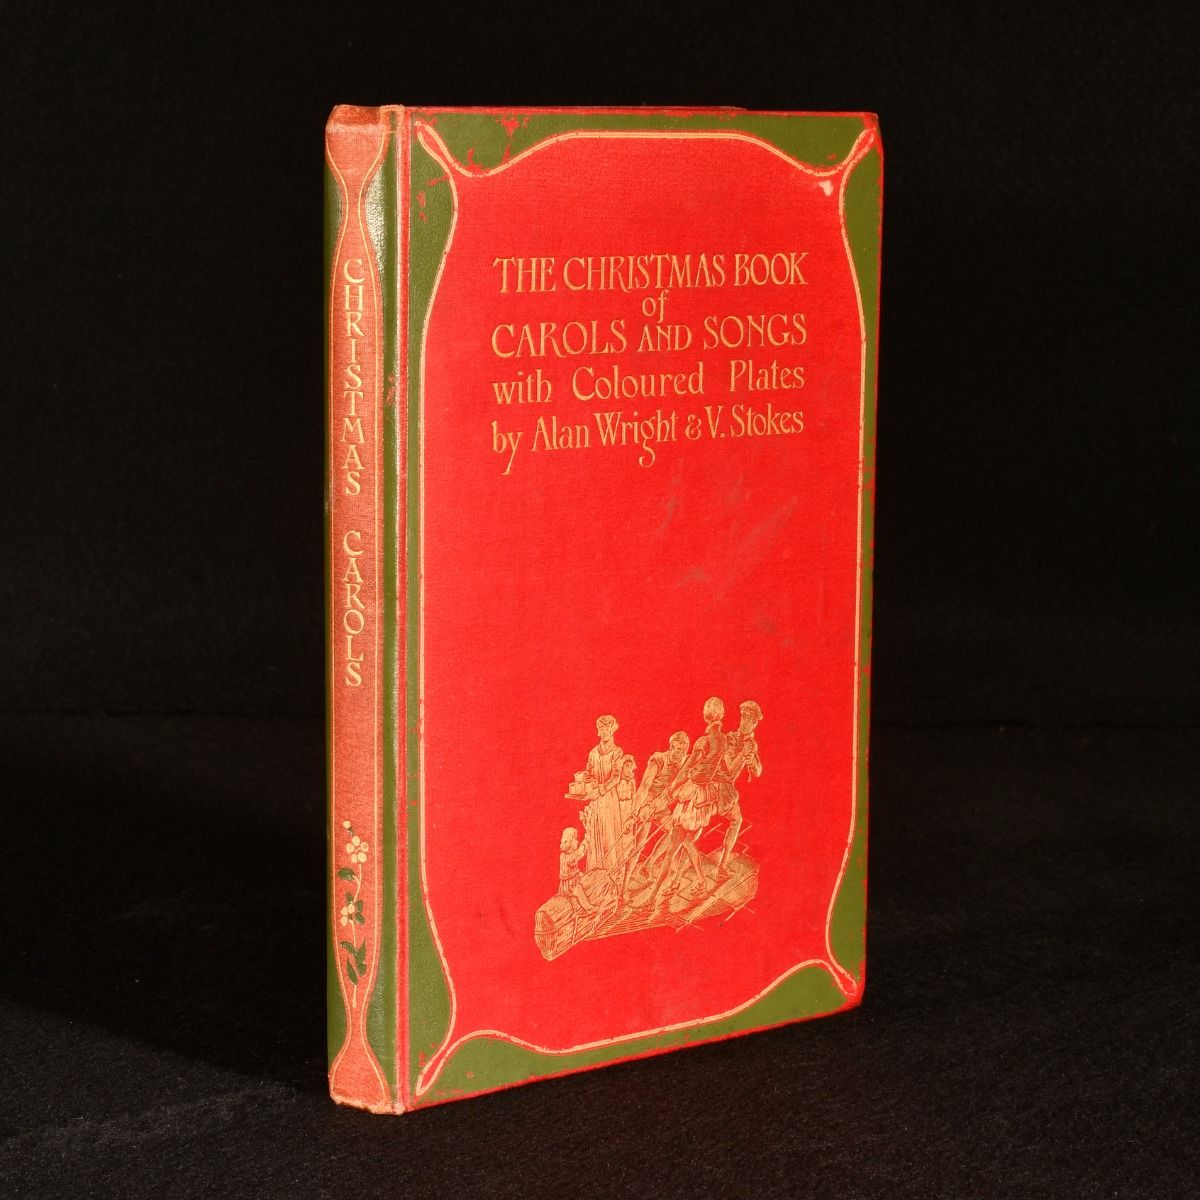 CHRISTMAS CAROLS
THE CHRISTMAS BOOK
of
CAROLS AND SONGS
with Coloured Plates
by Alan Wright & V. Stokes